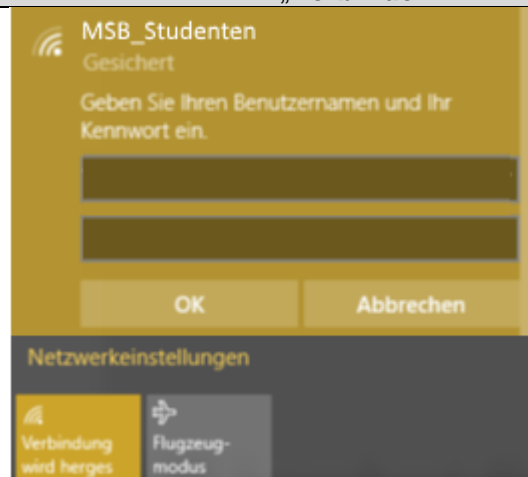 MSB_Studenten
Gesichert
Geben Sie Ihren Benutzernamen und Ihr
Kennwort ein.
OK
Abbrechen
Netzwerkeinstellungen
Verbindung
wird herges
Flugzeug-
modus